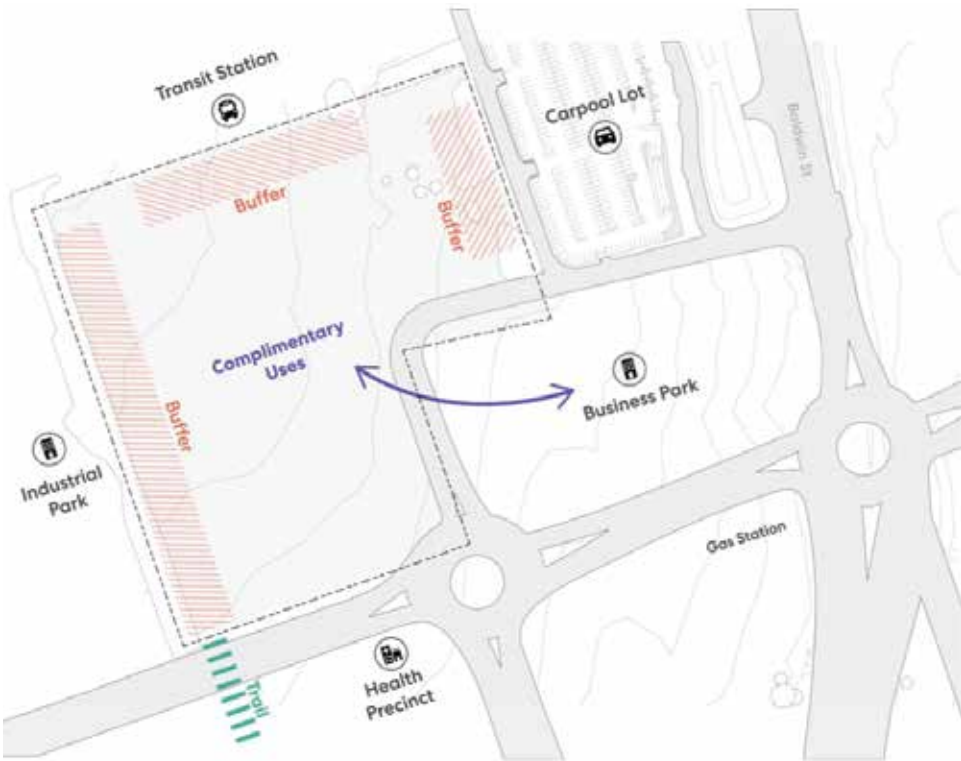 Transit Station
Carpool Lot
Baldwin St
Buffer
Buffer
Complimentary
Uses
Business Park
Buffer
Industrial
Park
Gas Station
Health
Precinct
Trail